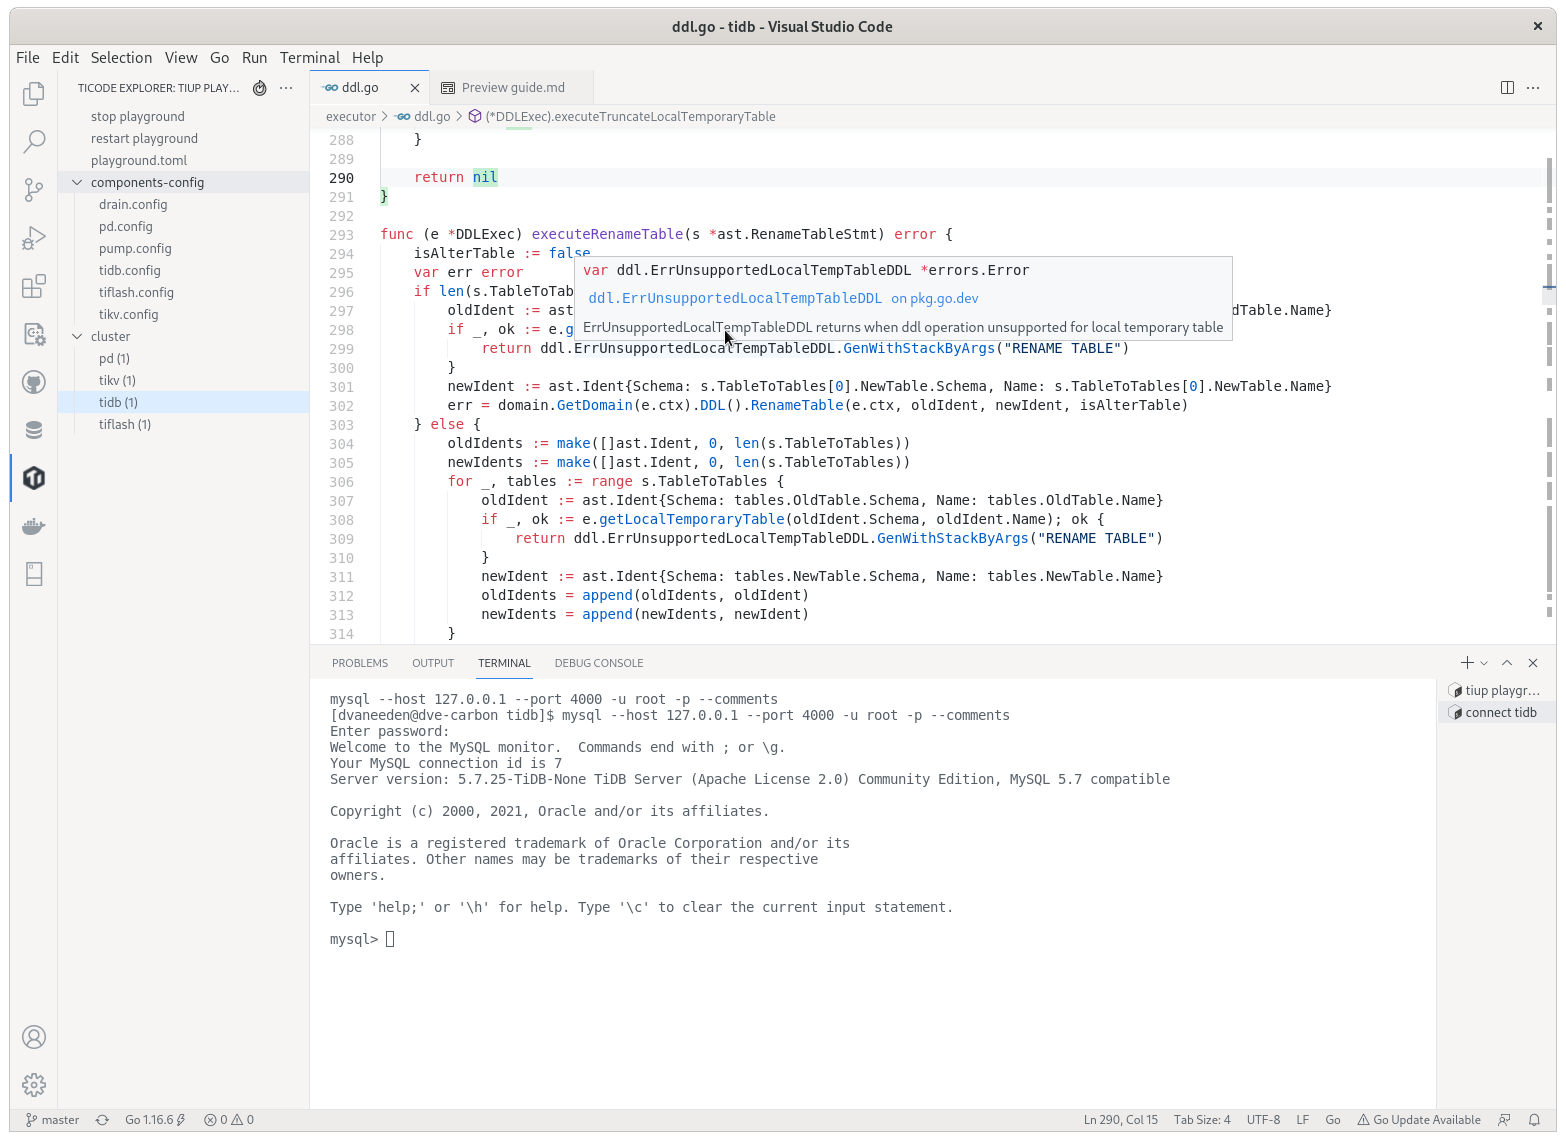 ddl.go - tidb - Visual Studio Code
File Edit Selection View Go Run Terminal Help
TICODE EXPLORER: TIUP PLAY...
stop playground
restart playground
playground.toml
components-config
drain.config
pd.config
pump.config
tidb.config
tiflash.config
tikv.config
cluster
pd (1)
tikv (1)
tidb (1)
tiflash (1)
ddl.go
Preview guide.md
executor > ddl.go > (*DDLExec).executeTruncateLocalTemporaryTable
288 }
289
290 return nil
291 }
292
293 func (e *DDLExec) executeRenameTable(s *ast.RenameTableStmt) error {
294 isAlterTable := false
295 var err error
296 if len(s.TableToTab
297 oldIdent := ast dTable.Name}
298 if _, ok := e.g
var ddl.ErrUnsupportedLocalTempTableDDL *errors.Error
ddl.ErrUnsupportedLocalTempTableDDL on pkg.go.dev
ErrUnsupportedLocalTempTableDDL returns when ddl operation unsupported for local temporary table
299 return ddl.ErrUnsupportedLocalTempTableDDL.GenWithStackByArgs("RENAME TABLE")
300 }
301 newIdent := ast.Ident{Schema: s.TableToTables[0].NewTable.Schema, Name: s.TableToTables[0].NewTable.Name}
302 err = domain.GetDomain(e.ctx).DDL().RenameTable(e.ctx, oldIdent, newIdent, isAlterTable)
303 } else {
304 oldIdents := make([]ast.Ident, 0, len(s.TableToTables))
305 newIdents := make([]ast.Ident, 0, len(s.TableToTables))
306 for _, tables := range s.TableToTables {
307 oldIdent := ast.Ident{Schema: tables.OldTable.Schema, Name: tables.OldTable.Name}
308 if _, ok := e.getLocalTemporaryTable(oldIdent.Schema, oldIdent.Name); ok {
309 return ddl.ErrUnsupportedLocalTempTableDDL.GenWithStackByArgs("RENAME TABLE")
310 }
311 newIdent := ast.Ident{Schema: tables.NewTable.Schema, Name: tables.NewTable.Name}
312 oldIdents = append(oldIdents, oldIdent)
313 newIdents = append(newIdents, newIdent)
314 }
PROBLEMS OUTPUT TERMINAL DEBUG CONSOLE
mysql --host 127.0.0.1 --port 4000 -u root -p --comments
[dvaneeden@dve-carbon tidb]$ mysql --host 127.0.0.1 --port 4000 -u root -p --comments
Enter password:
Welcome to the MySQL monitor.  Commands end with ; or \g.
Your MySQL connection id is 7
Server version: 5.7.25-TiDB-None TiDB Server (Apache License 2.0) Community Edition, MySQL 5.7 compatible
Copyright (c) 2000, 2021, Oracle and/or its affiliates.
Oracle is a registered trademark of Oracle Corporation and/or its
affiliates. Other names may be trademarks of their respective
owners.
Type 'help;' or '\h' for help. Type '\c' to clear the current input statement.
mysql>
tiup playgr...
connect tidb
master Go 1.16.6 0 0 Ln 290, Col 15 Tab Size: 4 UTF-8 LF Go Go Update Available